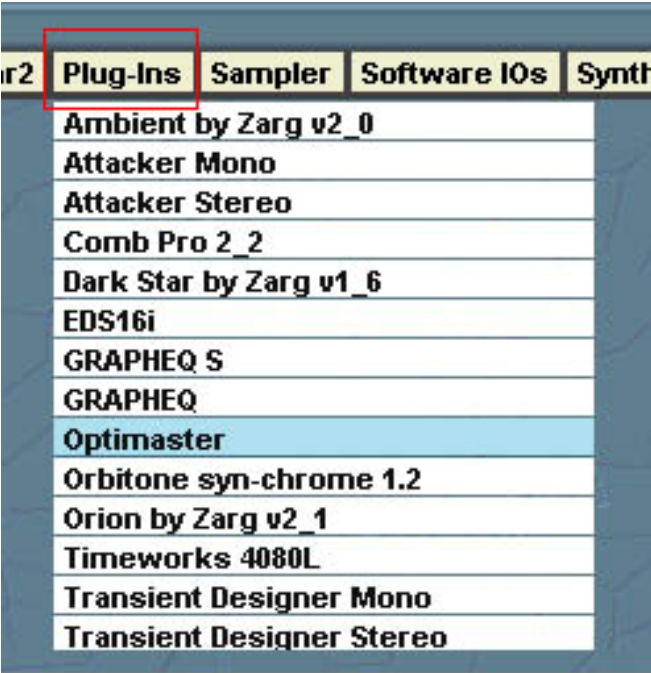 r2 Plug-Ins Sampler Software IOs Synth
Ambient by Zarg v2_0
Attacker Mono
Attacker Stereo
Comb Pro 2_2
Dark Star by Zarg v1_6
EDS16i
GRAPHEQ S
GRAPHEQ
Optimaster
Orbitone syn-chrome 1.2
Orion by Zarg v2_1
Timeworks 4080L
Transient Designer Mono
Transient Designer Stereo